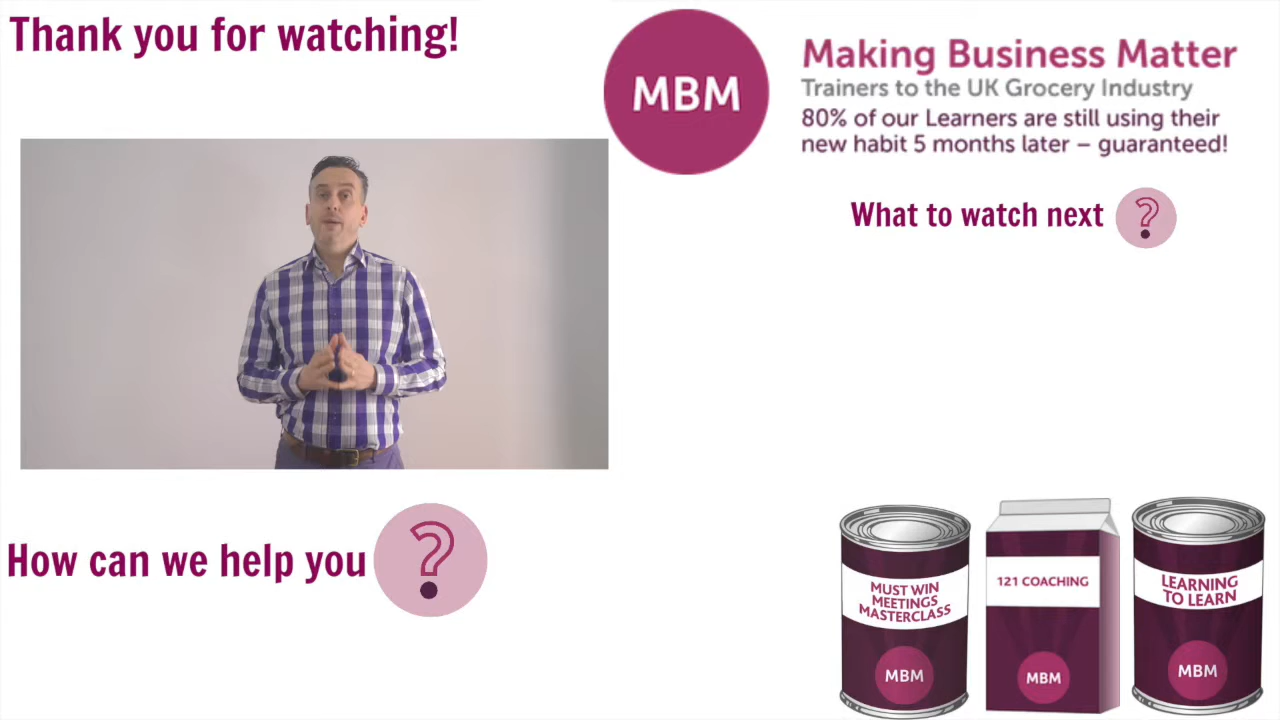 Thank you for watching!
MBM
Making Business Matter
Trainers to the UK Grocery Industry
80% of our Learners are still using their
new habit 5 months later – guaranteed!
What to watch next ?
How can we help you ?
MUST WIN
MEETINGS
MASTERCLASS
MBM
121 COACHING
MBM
LEARNING
TO LEARN
MBM